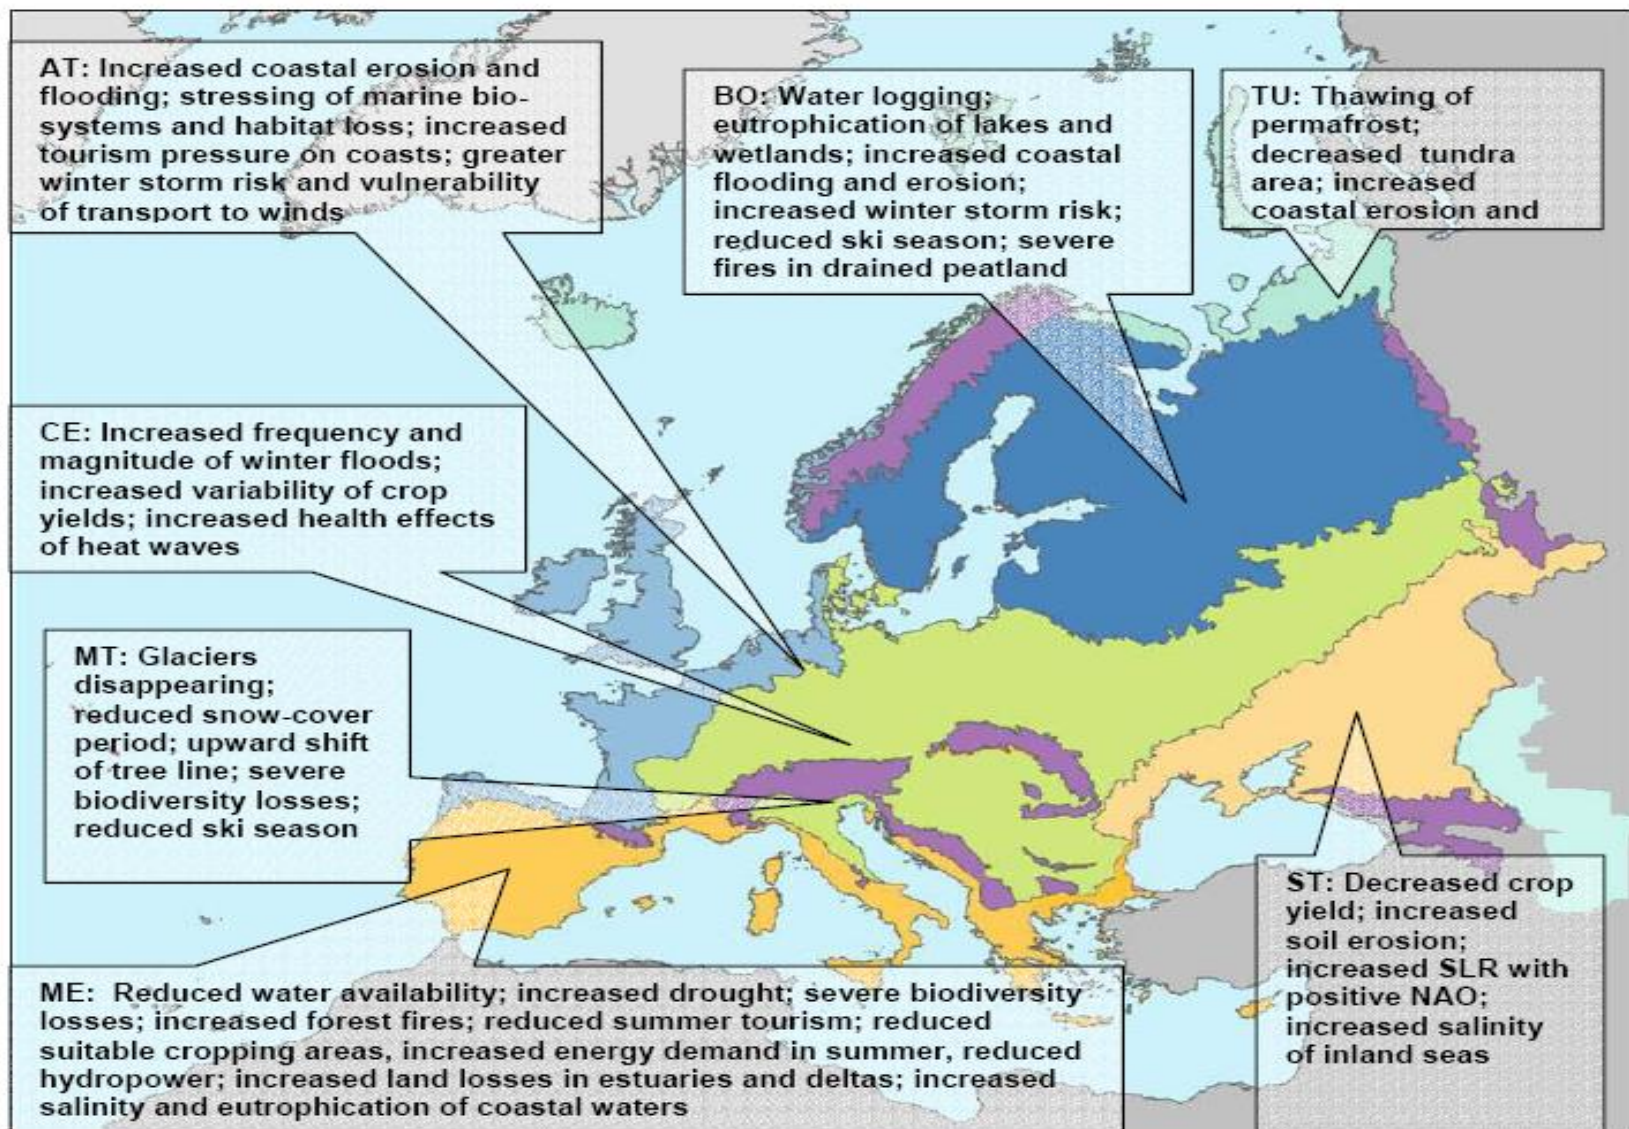 AT: Increased coastal erosion and
flooding; stressing of marine bio-
systems and habitat loss; increased
tourism pressure on coasts; greater
winter storm risk and vulnerability
of transport to winds
BO: Water logging;
eutrophication of lakes and
wetlands; increased coastal
flooding and erosion;
increased winter storm risk;
reduced ski season; severe
fires in drained peatland
TU: Thawing of
permafrost;
decreased tundra
area; increased
coastal erosion and
CE: Increased frequency and
magnitude of winter floods;
increased variability of crop
yields; increased health effects
of heat waves
MT: Glaciers
disappearing;
reduced snow-cover
period; upward shift
of tree line; severe
biodiversity losses;
reduced ski season
ST: Decreased crop
yield; increased
soil erosion;
increased SLR with
positive NAO;
increased salinity
of inland seas
ME: Reduced water availability; increased drought; severe biodiversity
losses; increased forest fires; reduced summer tourism; reduced
suitable cropping areas, increased energy demand in summer, reduced
hydropower; increased land losses in estuaries and deltas; increased
salinity and eutrophication of coastal waters